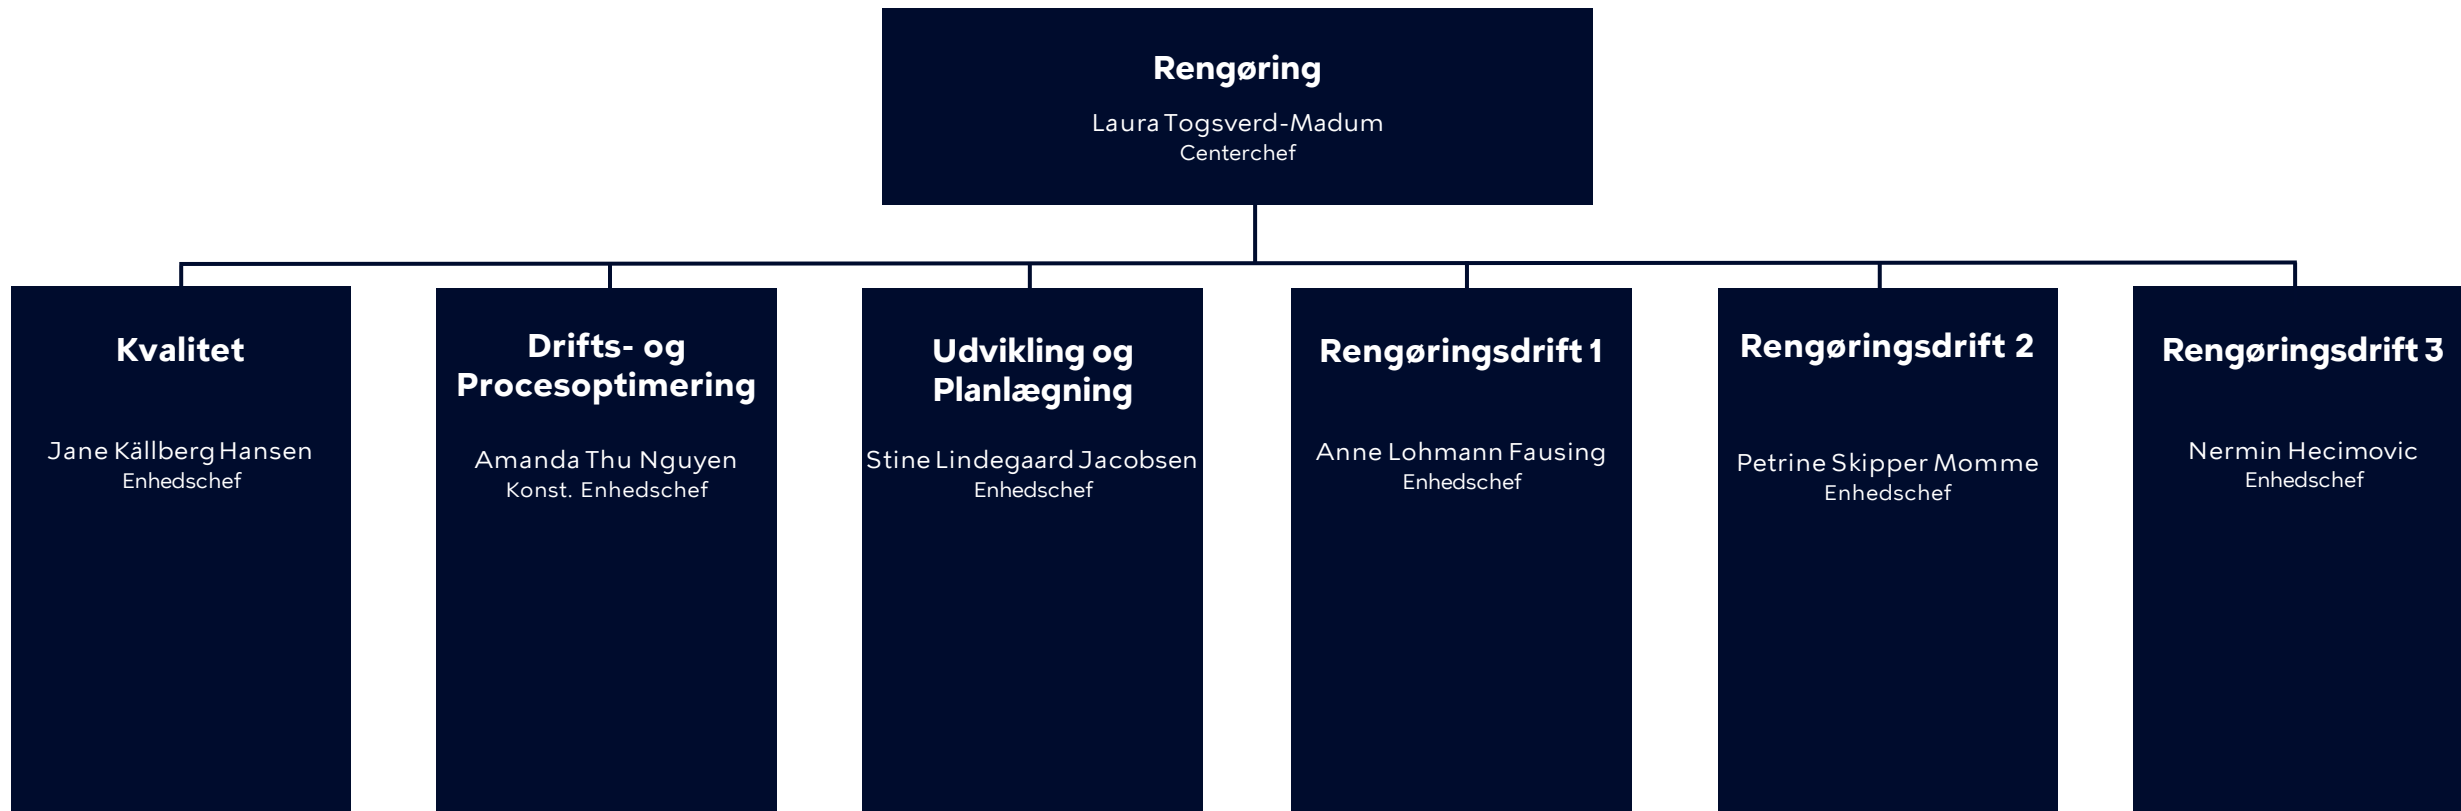 Rengøring
Laura Togsverd-Madum
Centerchef
Kvalitet
Jane Källberg Hansen
Enhedschef
Drifts- og
Procesoptimering
Amanda Thu Nguyen
Konst. Enhedschef
Udvikling og
Planlægning
Stine Lindegaard Jacobsen
Enhedschef
Rengøringsdrift 1
Anne Lohmann Fausing
Enhedschef
Rengøringsdrift 2
Petrine Skipper Momme
Enhedschef
Rengøringsdrift 3
Nermin Hecimovic
Enhedschef